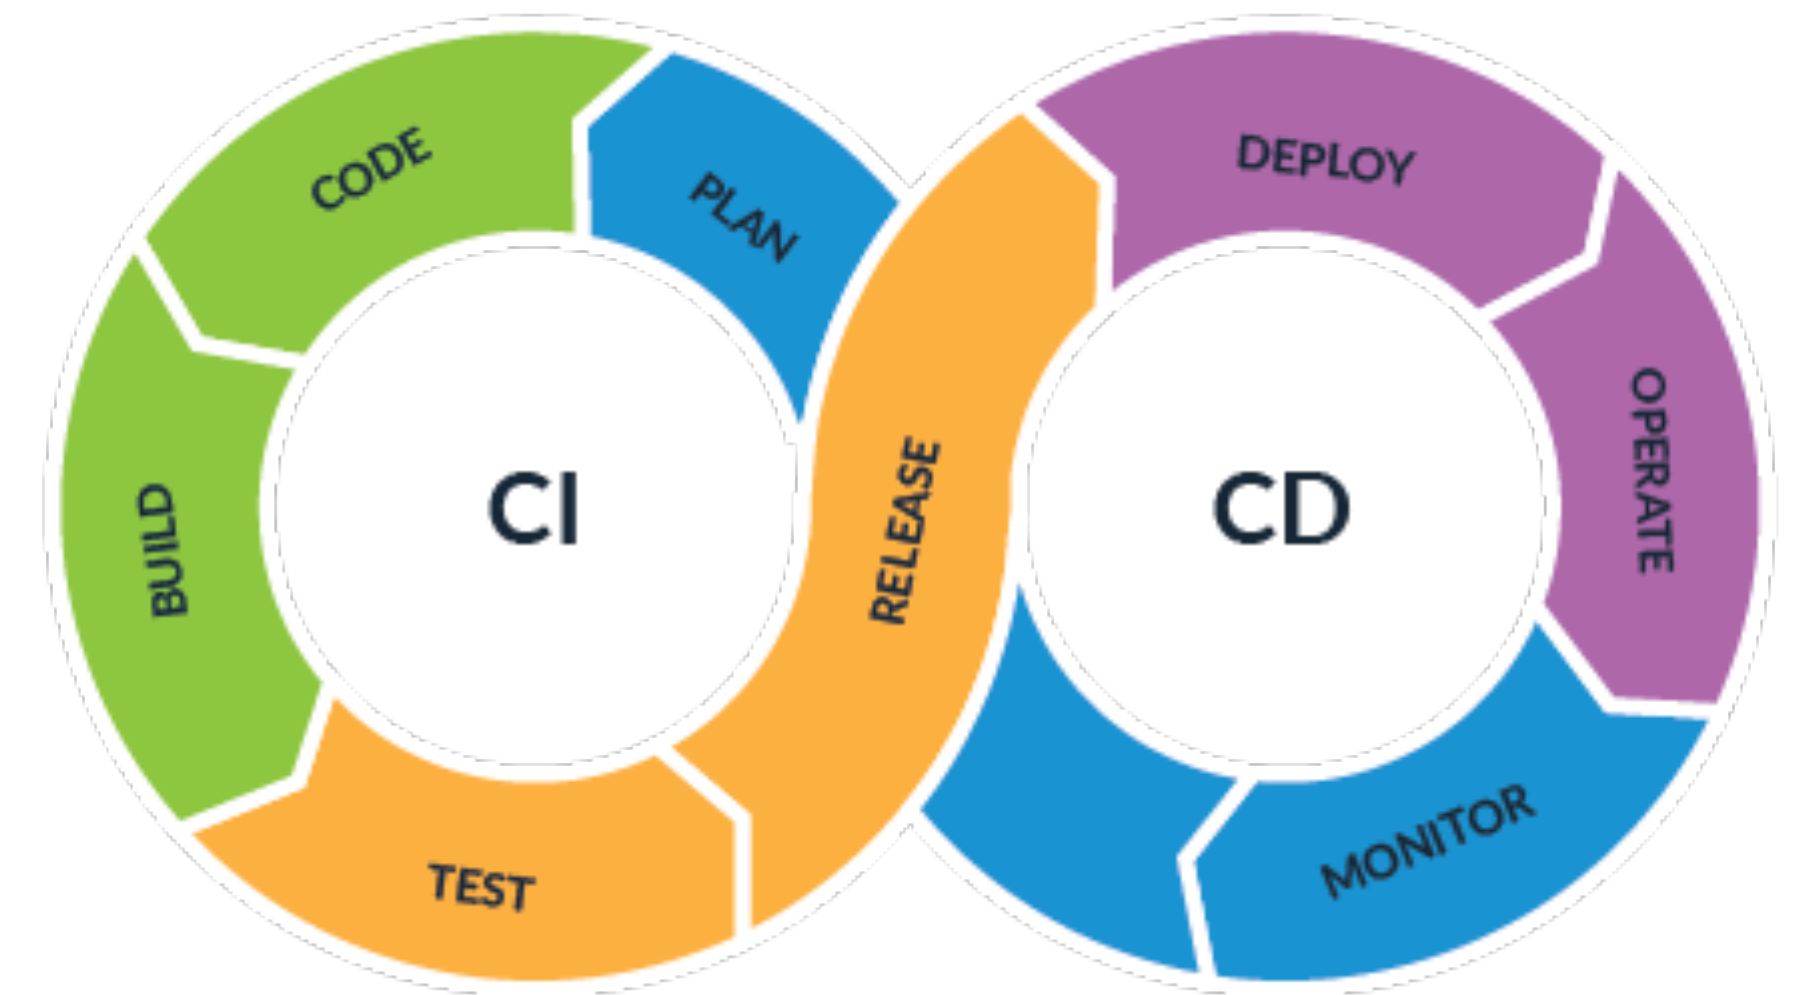 PLAN
CODE
BUILD
TEST
RELEASE
DEPLOY
OPERATE
MONITOR
CI
CD